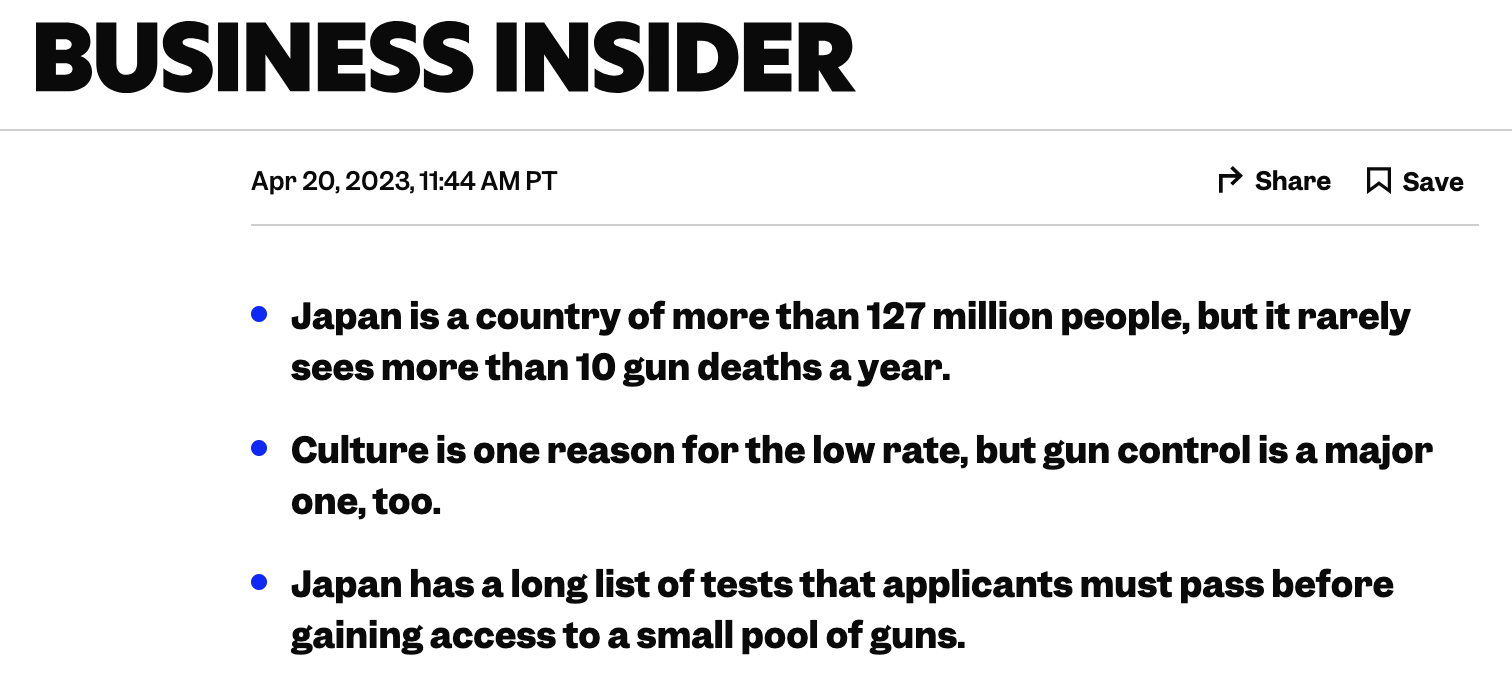 BUSINESS INSIDER
Apr 20, 2023, 11:44 AM PT
Share
Save
Japan is a country of more than 127 million people, but it rarely
sees more than 10 gun deaths a year.
Culture is one reason for the low rate, but gun control is a major
one, too.
Japan has a long list of tests that applicants must pass before
gaining access to a small pool of guns.